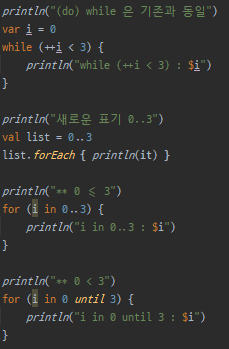 println("(do) while 은 기존과 동일")
var i = 0
while (++i < 3) {
println("while (++i < 3) : $i")
}
println("새로운 표기 0..3")
val list = 0..3
list.forEach { println(it) }
println("** 0 ≤ 3")
for (i in 0..3) {
println("i in 0..3 : $i")
}
println("** 0 < 3")
for (i in 0 until 3) {
println("i in 0 until 3 : $i")
}